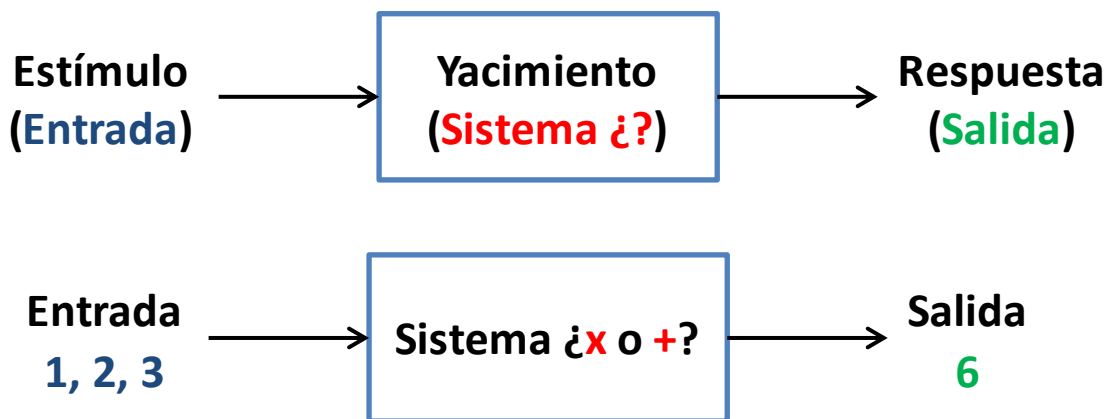 Estímulo
(Entrada)
Yacimiento
(Sistema ¿?)
Respuesta
(Salida)
Entrada
1, 2, 3
Sistema ¿x o +?
Salida
6